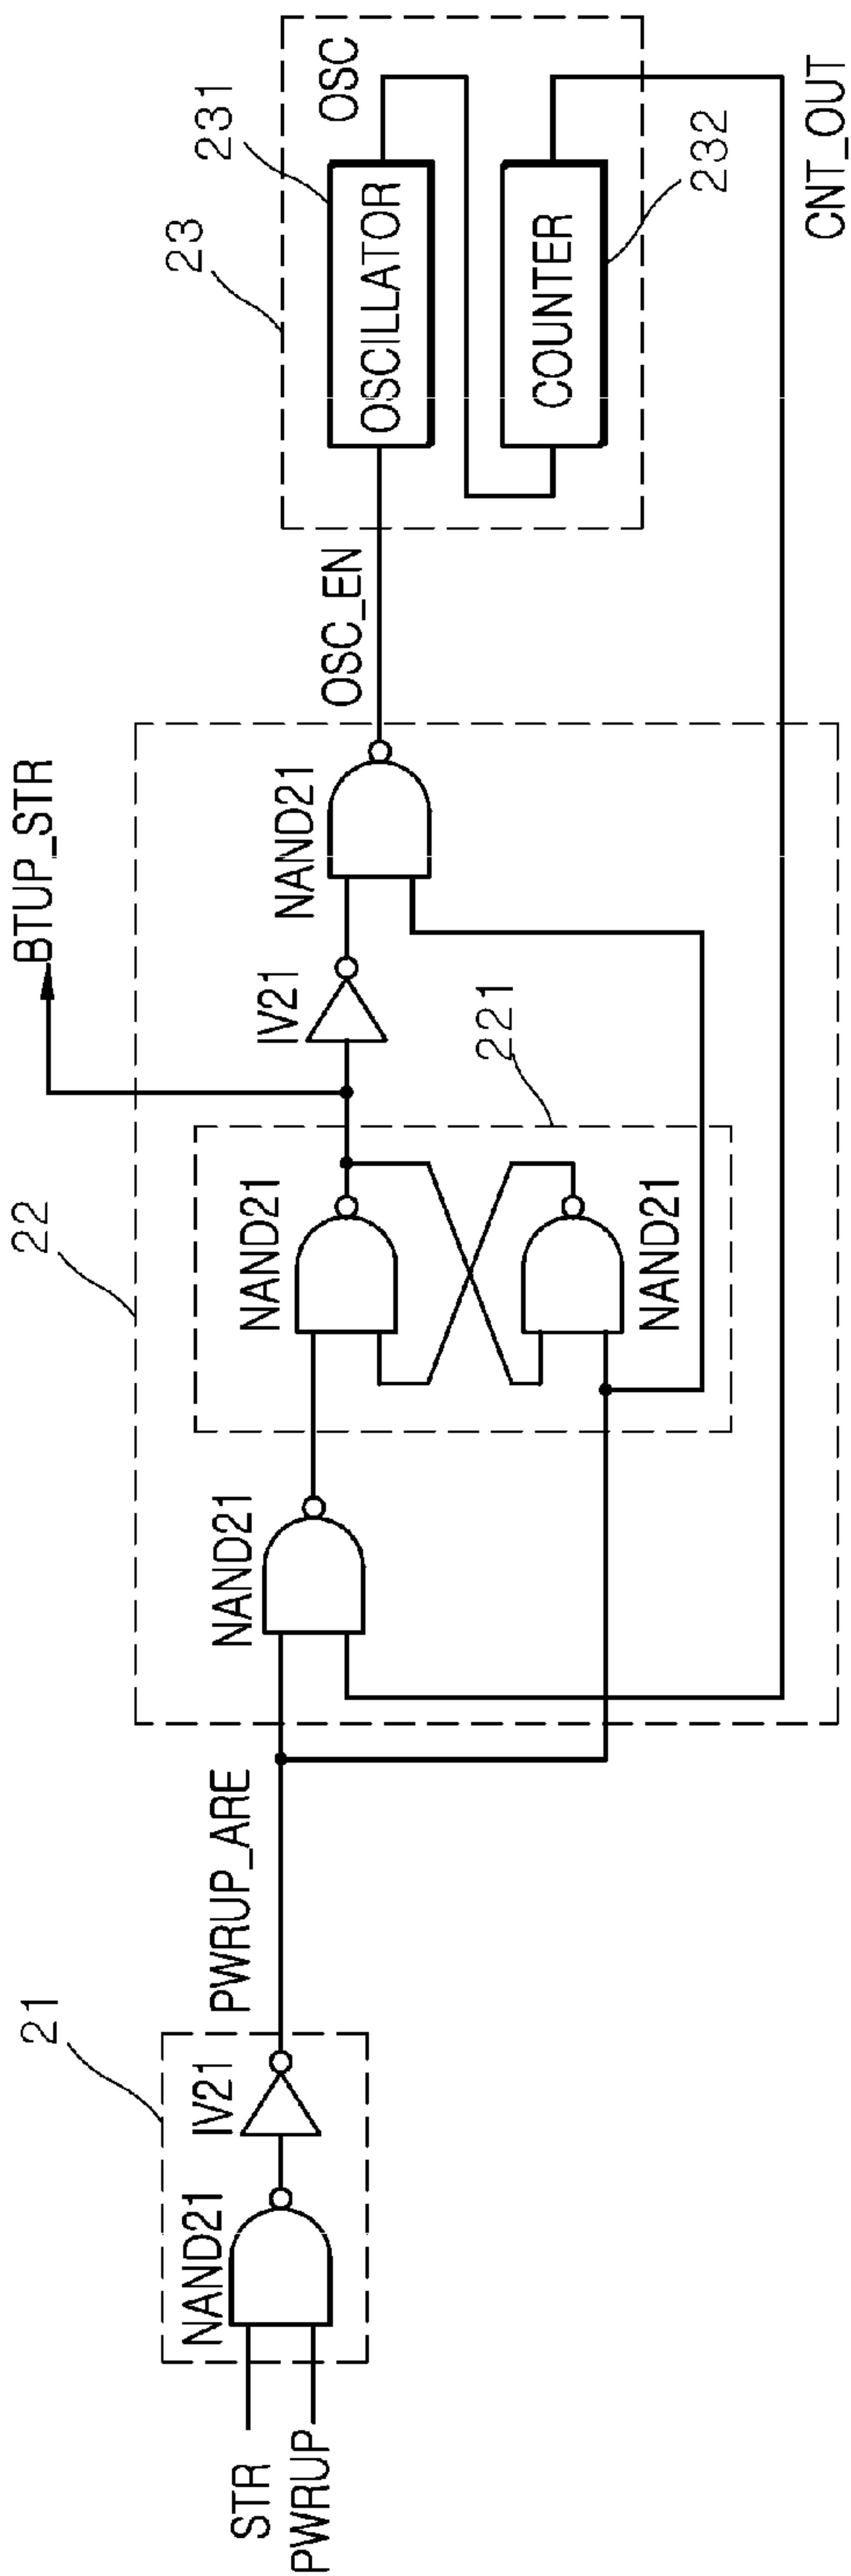 STR
PWRUP
21
NAND21
IV21
PWRUP_ARE
22
NAND21
221
NAND21
NAND21
IV21
NAND21
BTUP_STR
OSC_EN
23
231
OSCILLATOR
OSC
COUNTER
232
CNT_OUT